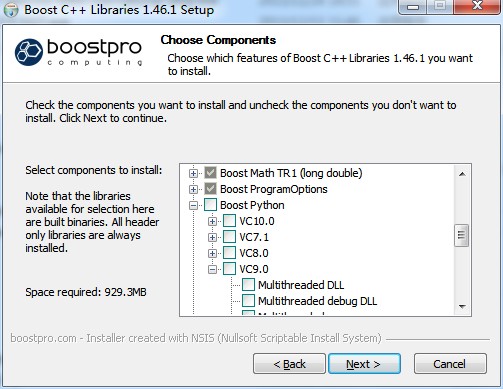 Boost C++ Libraries 1.46.1 Setup
boostpro
computing
Choose Components
Choose which features of Boost C++ Libraries 1.46.1 you want
to install.
Check the components you want to install and uncheck the components you don't want to
install. Click Next to continue.
Select components to install:
Note that the libraries
available for selection here
are built binaries. All header
only libraries are always
installed.
Space required: 929.3MB
Boost Math TR1 (long double)
Boost ProgramOptions
Boost Python
VC10.0
VC7.1
VC8.0
VC9.0
Multithreaded DLL
Multithreaded debug DLL
boostpro.com - Installer created with NSIS (Nullsoft Scriptable Install System)
< Back
Next >
Cancel